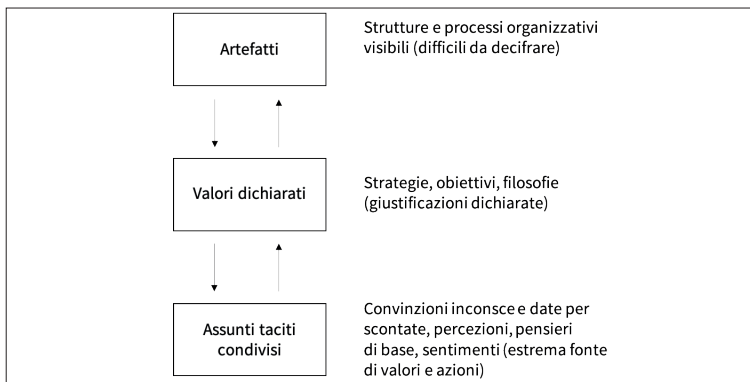 Artefatti
Strutture e processi organizzativi
visibili (difficili da decifrare)
Valori dichiarati
Strategie, obiettivi, filosofie
(giustificazioni dichiarate)
Assunti taciti
condivisi
Convinzioni inconsce e date per
scontate, percezioni, pensieri
di base, sentimenti (estrema fonte
di valori e azioni)